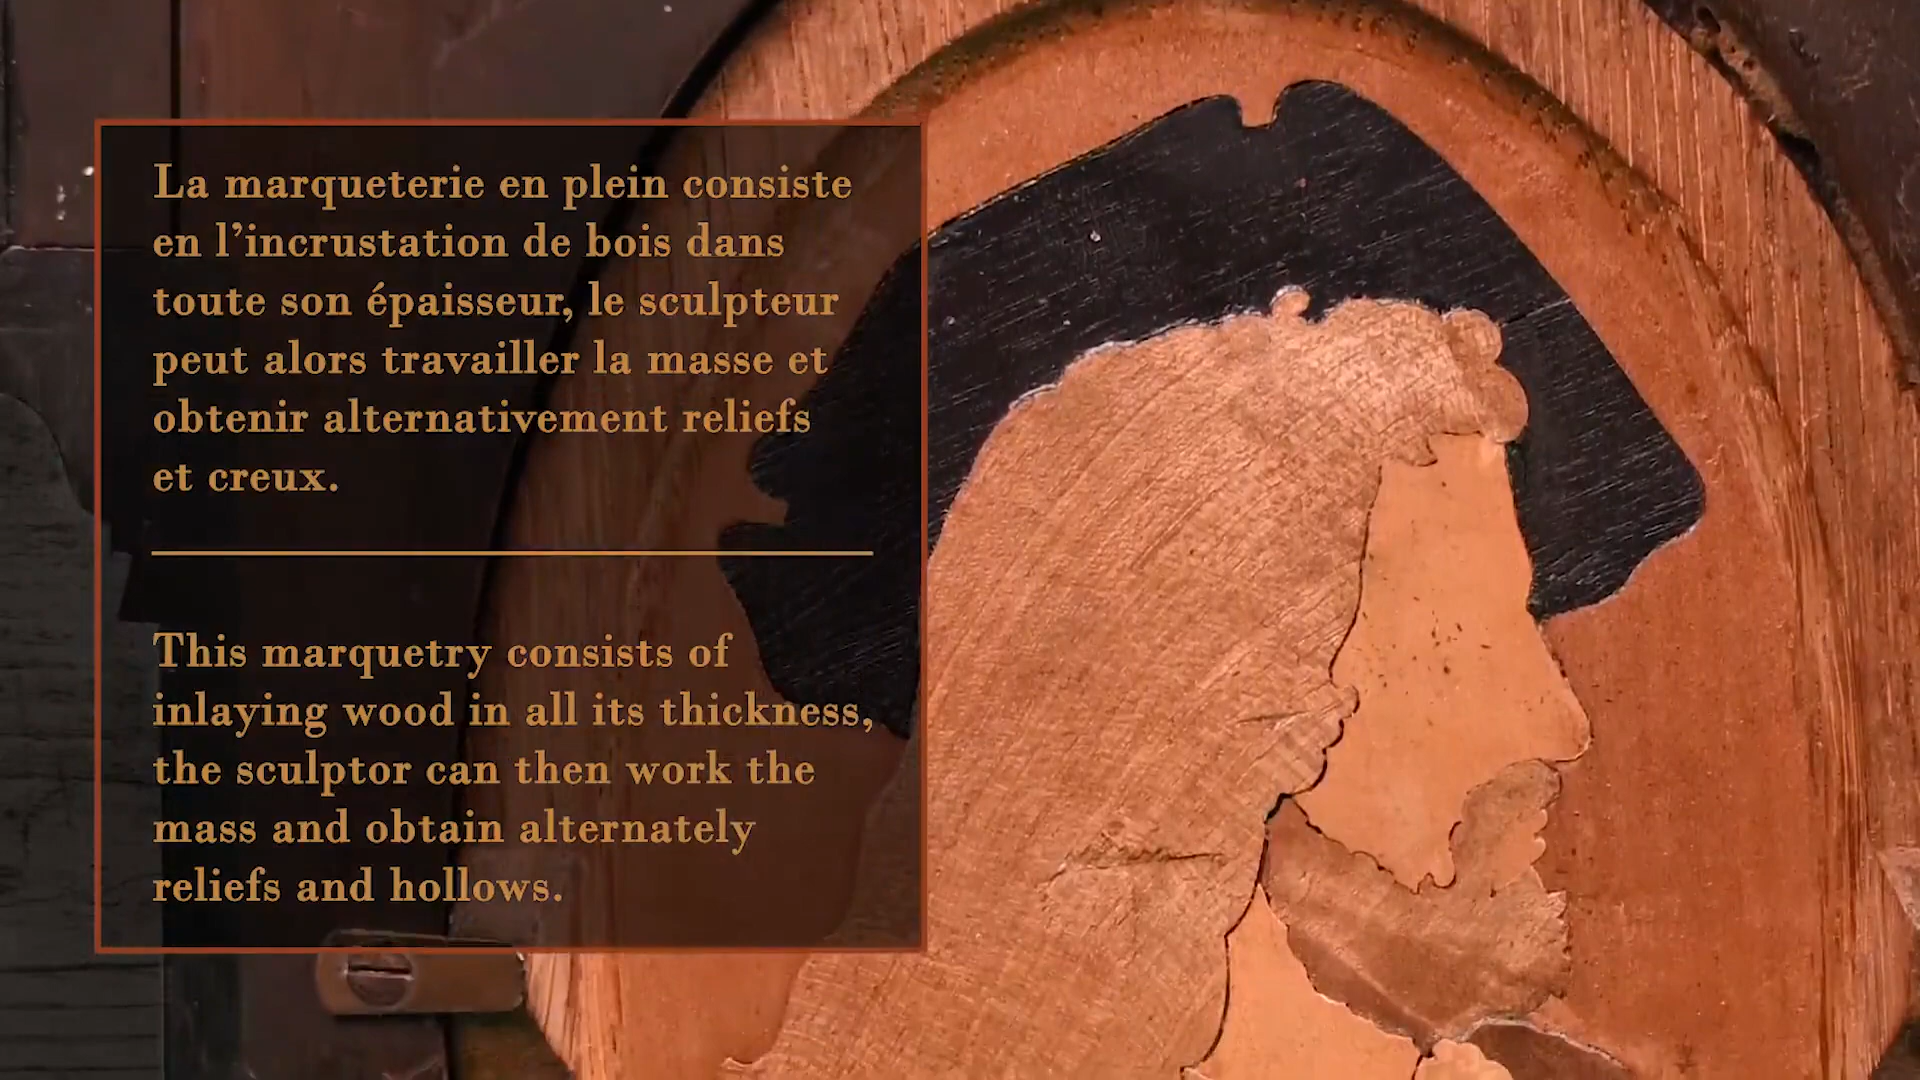 La marqueterie en plein consiste
en l’incrustation de bois dans
toute son épaisseur, le sculpteur
peut alors travailler la masse et
obtenir alternativement reliefs
et creux.
This marquetry consists of
inlaying wood in all its thickness,
the sculptor can then work the
mass and obtain alternately
reliefs and hollows.